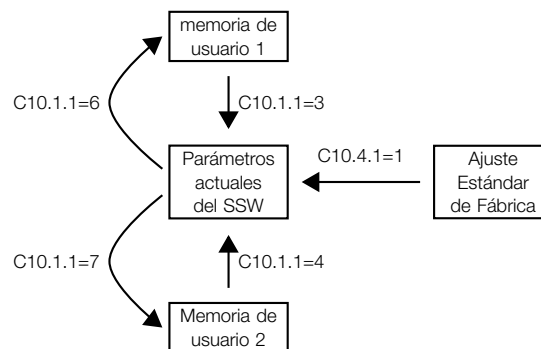 memoria de
usuario 1
C10.1.1=6
C10.1.1=3
Parámetros
actuales
del SSW
C10.4.1=1
Ajuste
Estándar
de Fábrica
C10.1.1=7
C10.1.1=4
Memoria de
usuario 2